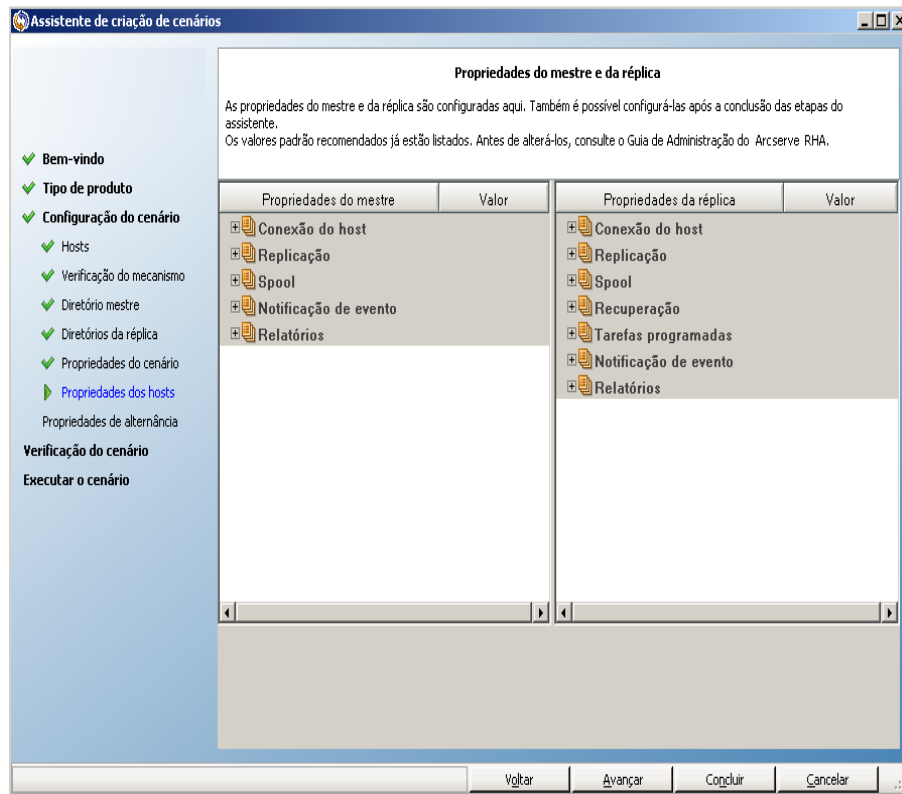 Assistente de criação de cenários
Propriedades do mestre e da réplica
As propriedades do mestre e da réplica são configuradas aqui. Também é possível configurá-las após a conclusão das etapas do
assistente.
Os valores padrão recomendados já estão listados. Antes de alterá-los, consulte o Guia de Administração do Arcserve RHA.
Bem-vindo
Tipo de produto
Configuração do cenário
Hosts
Verificação do mecanismo
Diretório mestre
Diretórios da réplica
Propriedades do cenário
Propriedades dos hosts
Propriedades de alternância
Verificação do cenário
Executar o cenário
Propriedades do mestre Valor
Conexão do host
Replicação
Spool
Notificação de evento
Relatórios
Propriedades da réplica Valor
Conexão do host
Replicação
Spool
Recuperação
Tarefas programadas
Notificação de evento
Relatórios
Voltar Avançar Concluir Cancelar